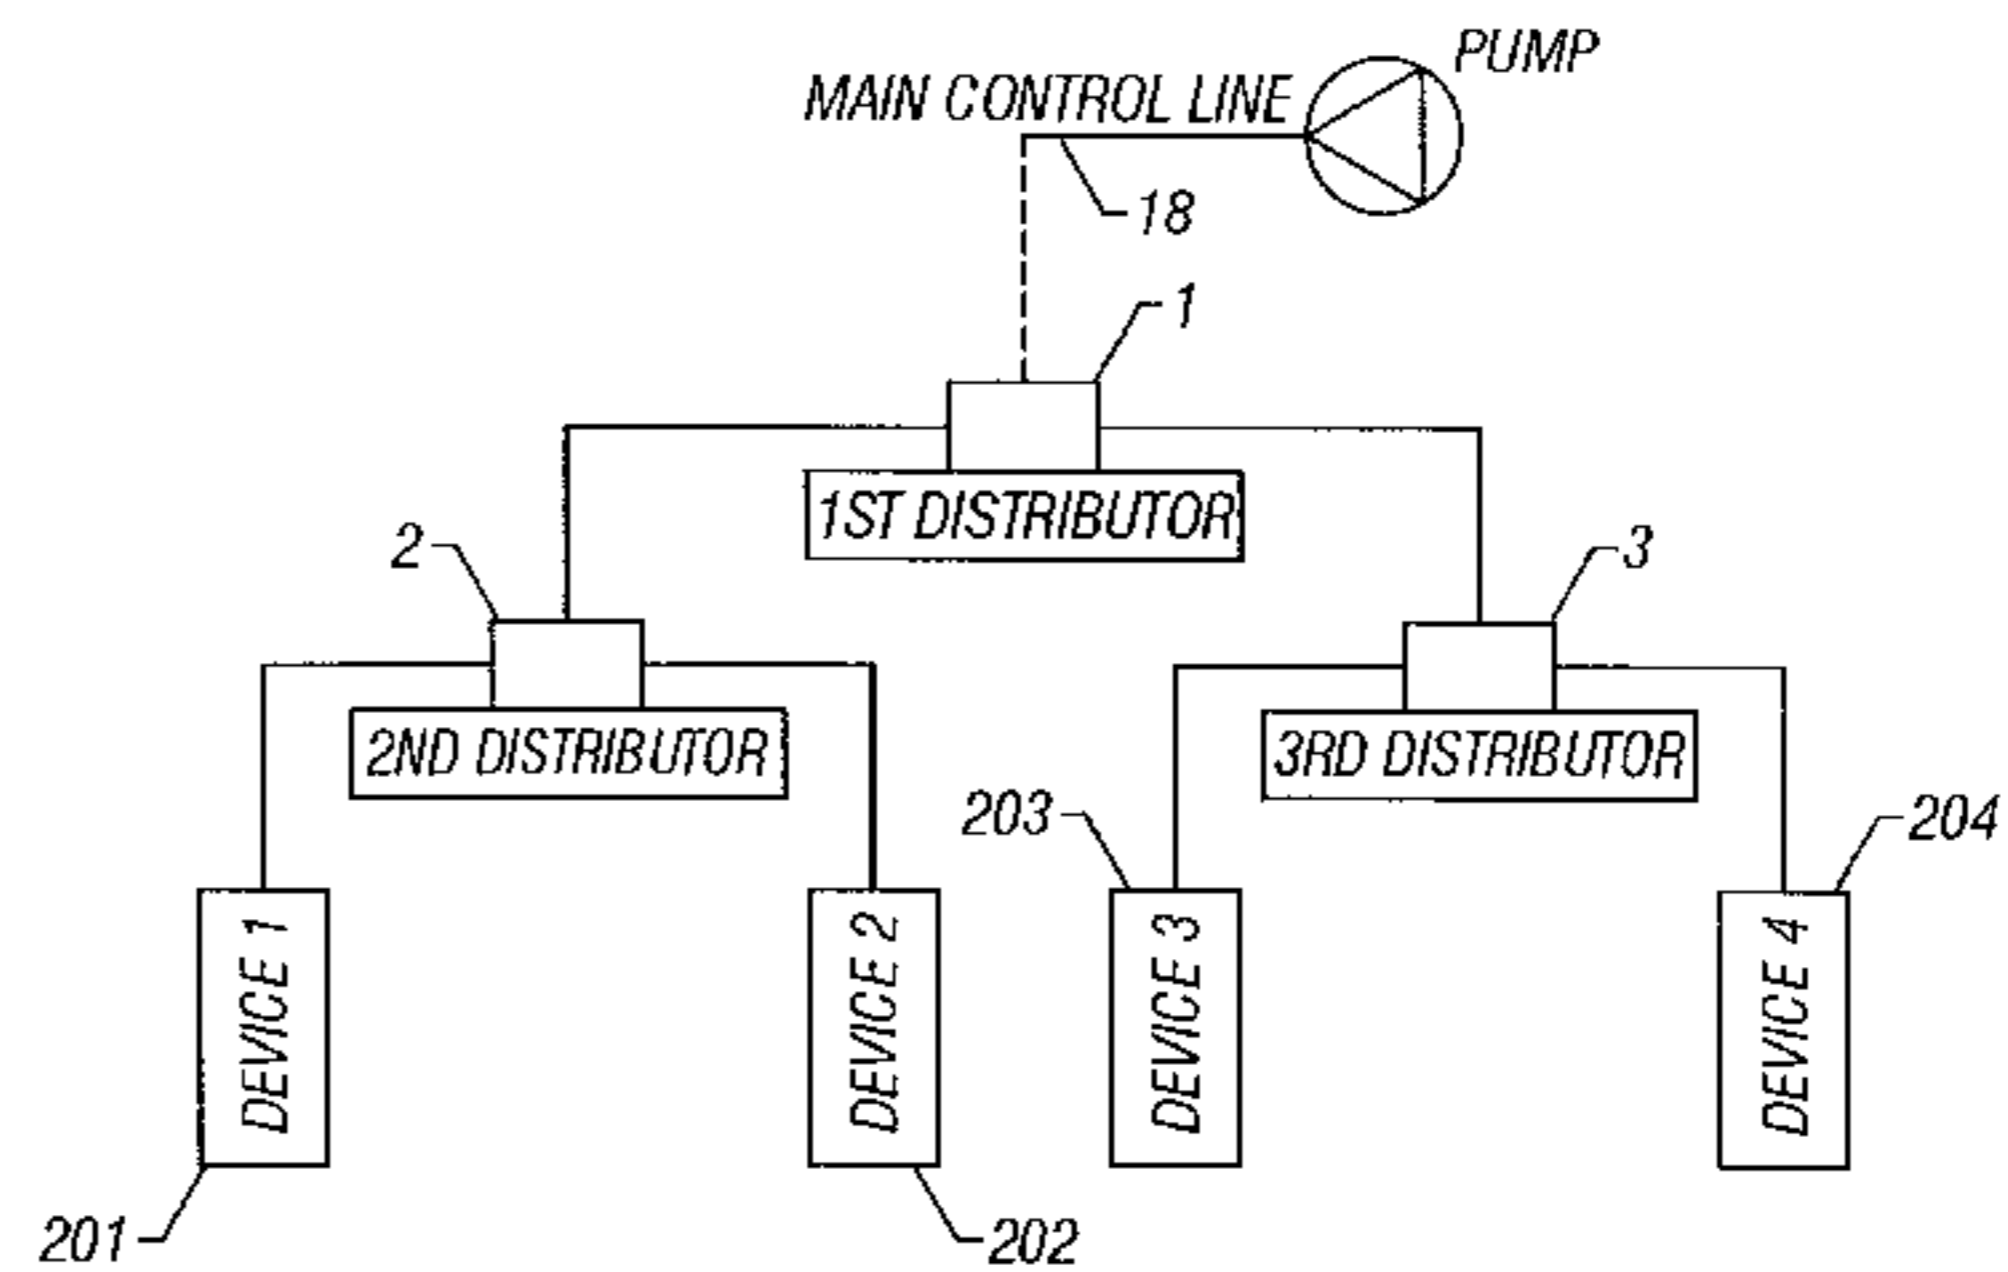 PUMP
MAIN CONTROL LINE
18
1
1ST DISTRIBUTOR
2
3
2ND DISTRIBUTOR
3RD DISTRIBUTOR
203
204
DEVICE 1
DEVICE 2
DEVICE 3
DEVICE 4
201
202